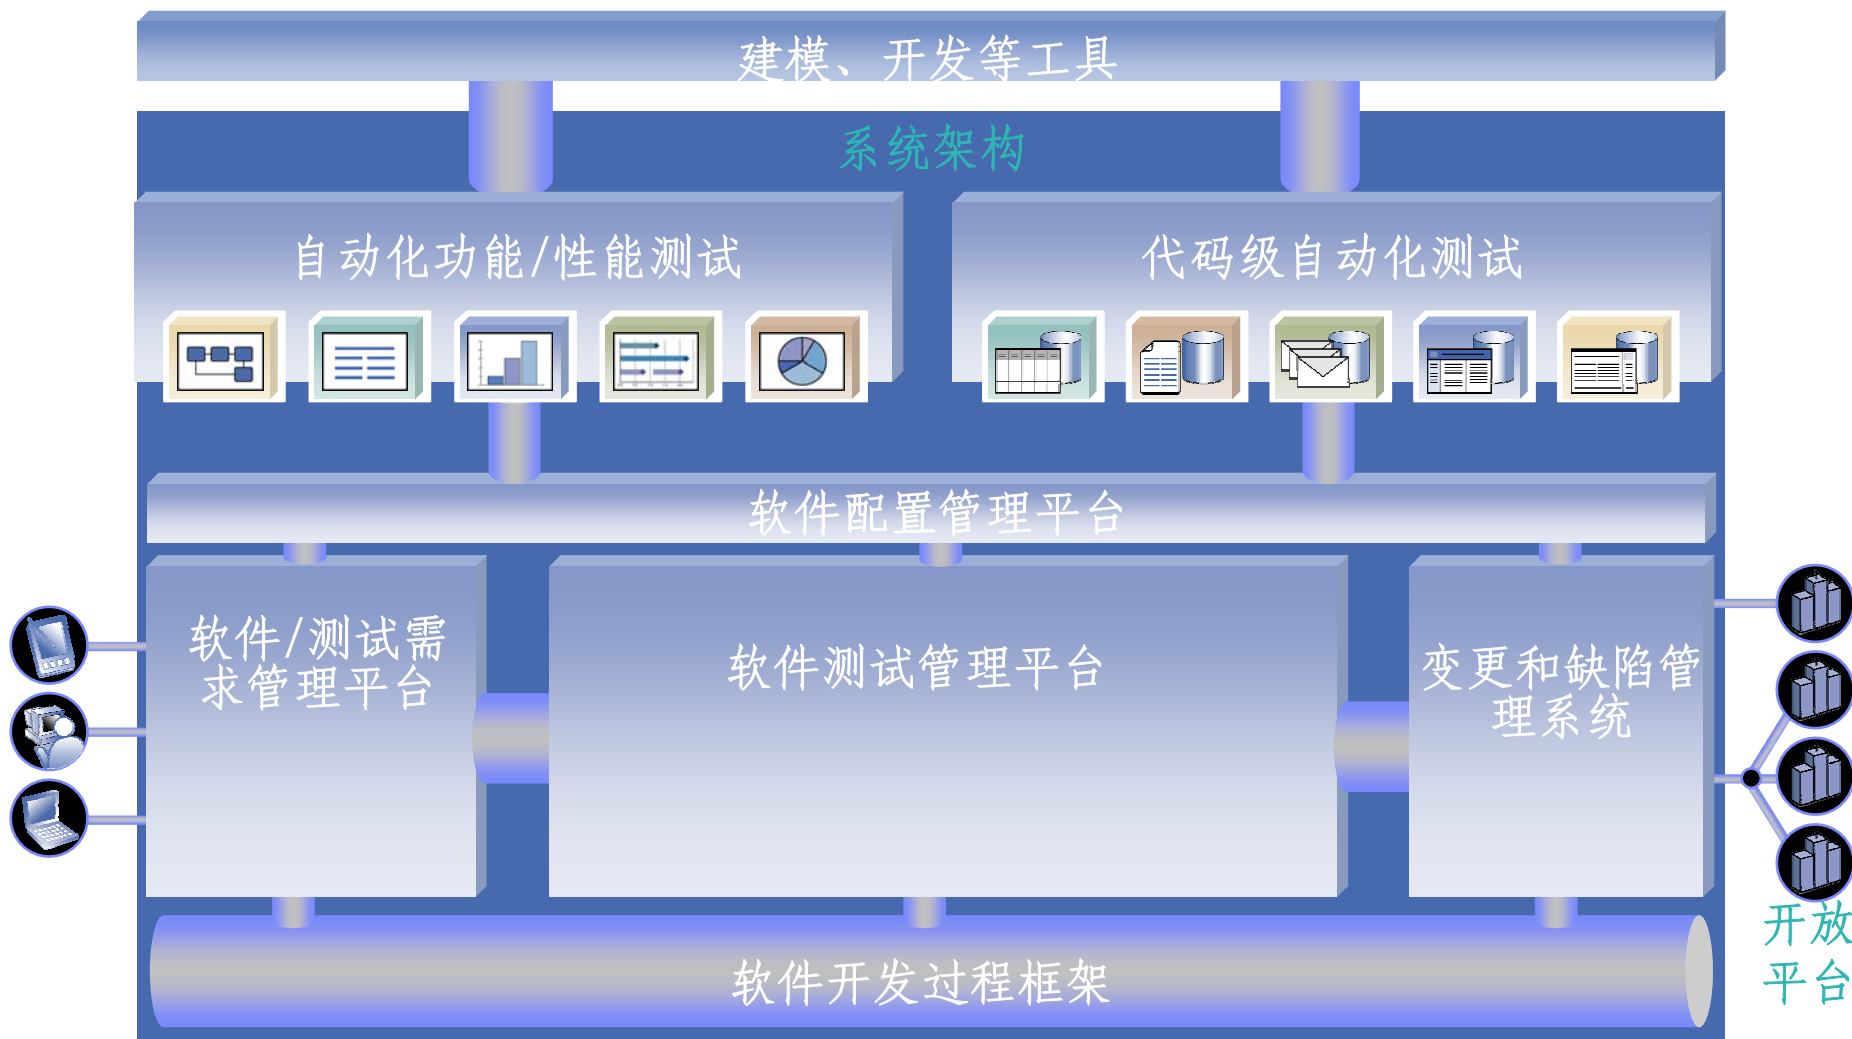 建模、开发等工具
系统架构
自动化功能/性能测试
代码级自动化测试
软件配置管理平台
软件/测试需
求管理平台
软件测试管理平台
变更和缺陷管
理系统
软件开发过程框架
开放
平台